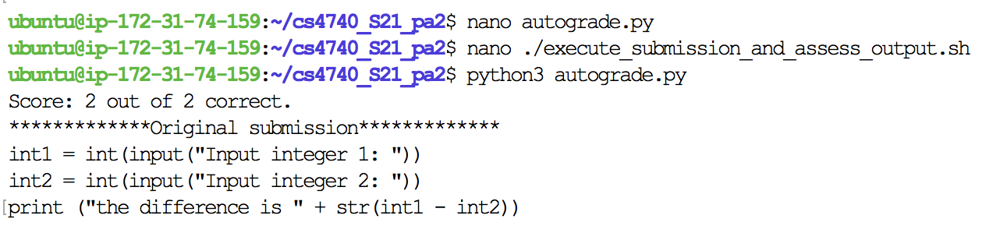 ubuntu@ip-172-31-74-159:~/cs4740_S21_pa2$ nano autograde.py
ubuntu@ip-172-31-74-159:~/cs4740_S21_pa2$ nano ./execute_submission_and_assess_output.sh
ubuntu@ip-172-31-74-159:~/cs4740_S21_pa2$ python3 autograde.py
Score: 2 out of 2 correct.
*************Original submission*************
int1 = int(input("Input integer 1: "))
int2 = int(input("Input integer 2: "))
[print ("the difference is " + str(int1 - int2))